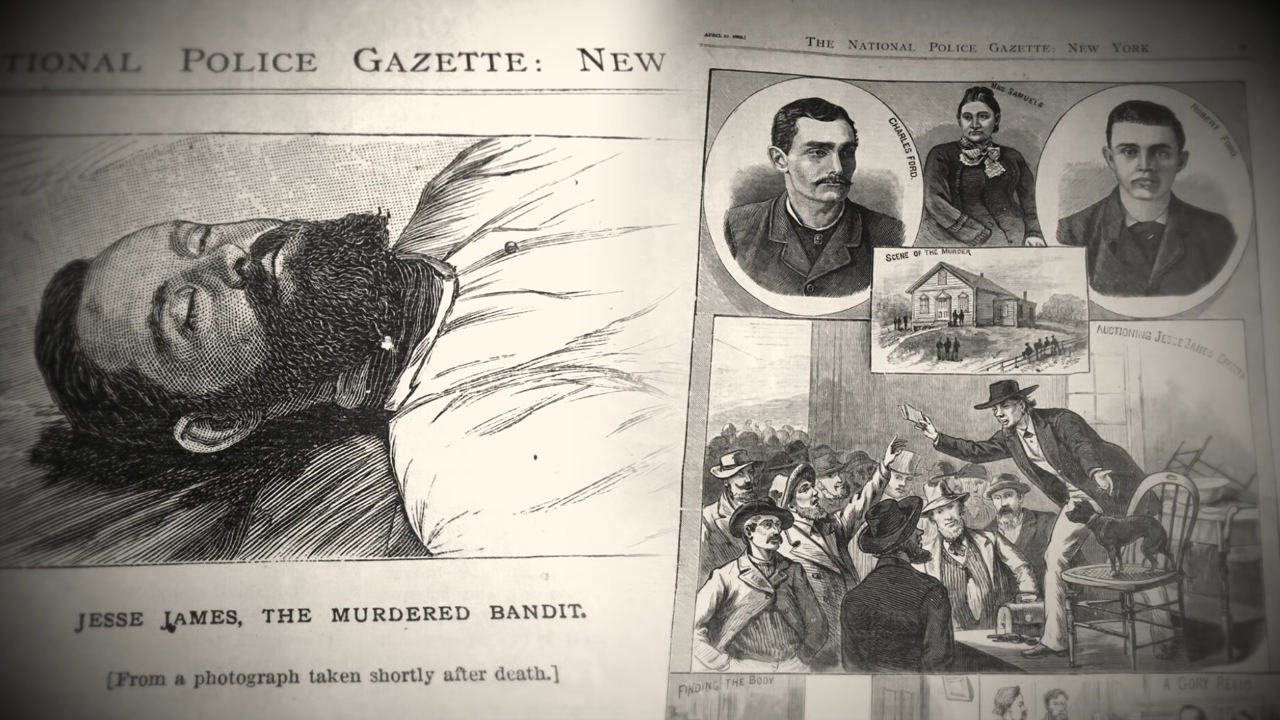 TIONAL POLICE GAZETTE: NEW
JESSE JAMES, THE MURDERED BANDIT.
[From a photograph taken shortly after death.]
THE NATIONAL POLICE GAZETTE: NEW YORK
CHARLES FORD.
MRS SAMUELS
ROBERT FORD.
SCENE OF THE MURDER
AUCTIONING JESSE JAMES EFFECTS
FINDING THE BODY
A GORY RELIC